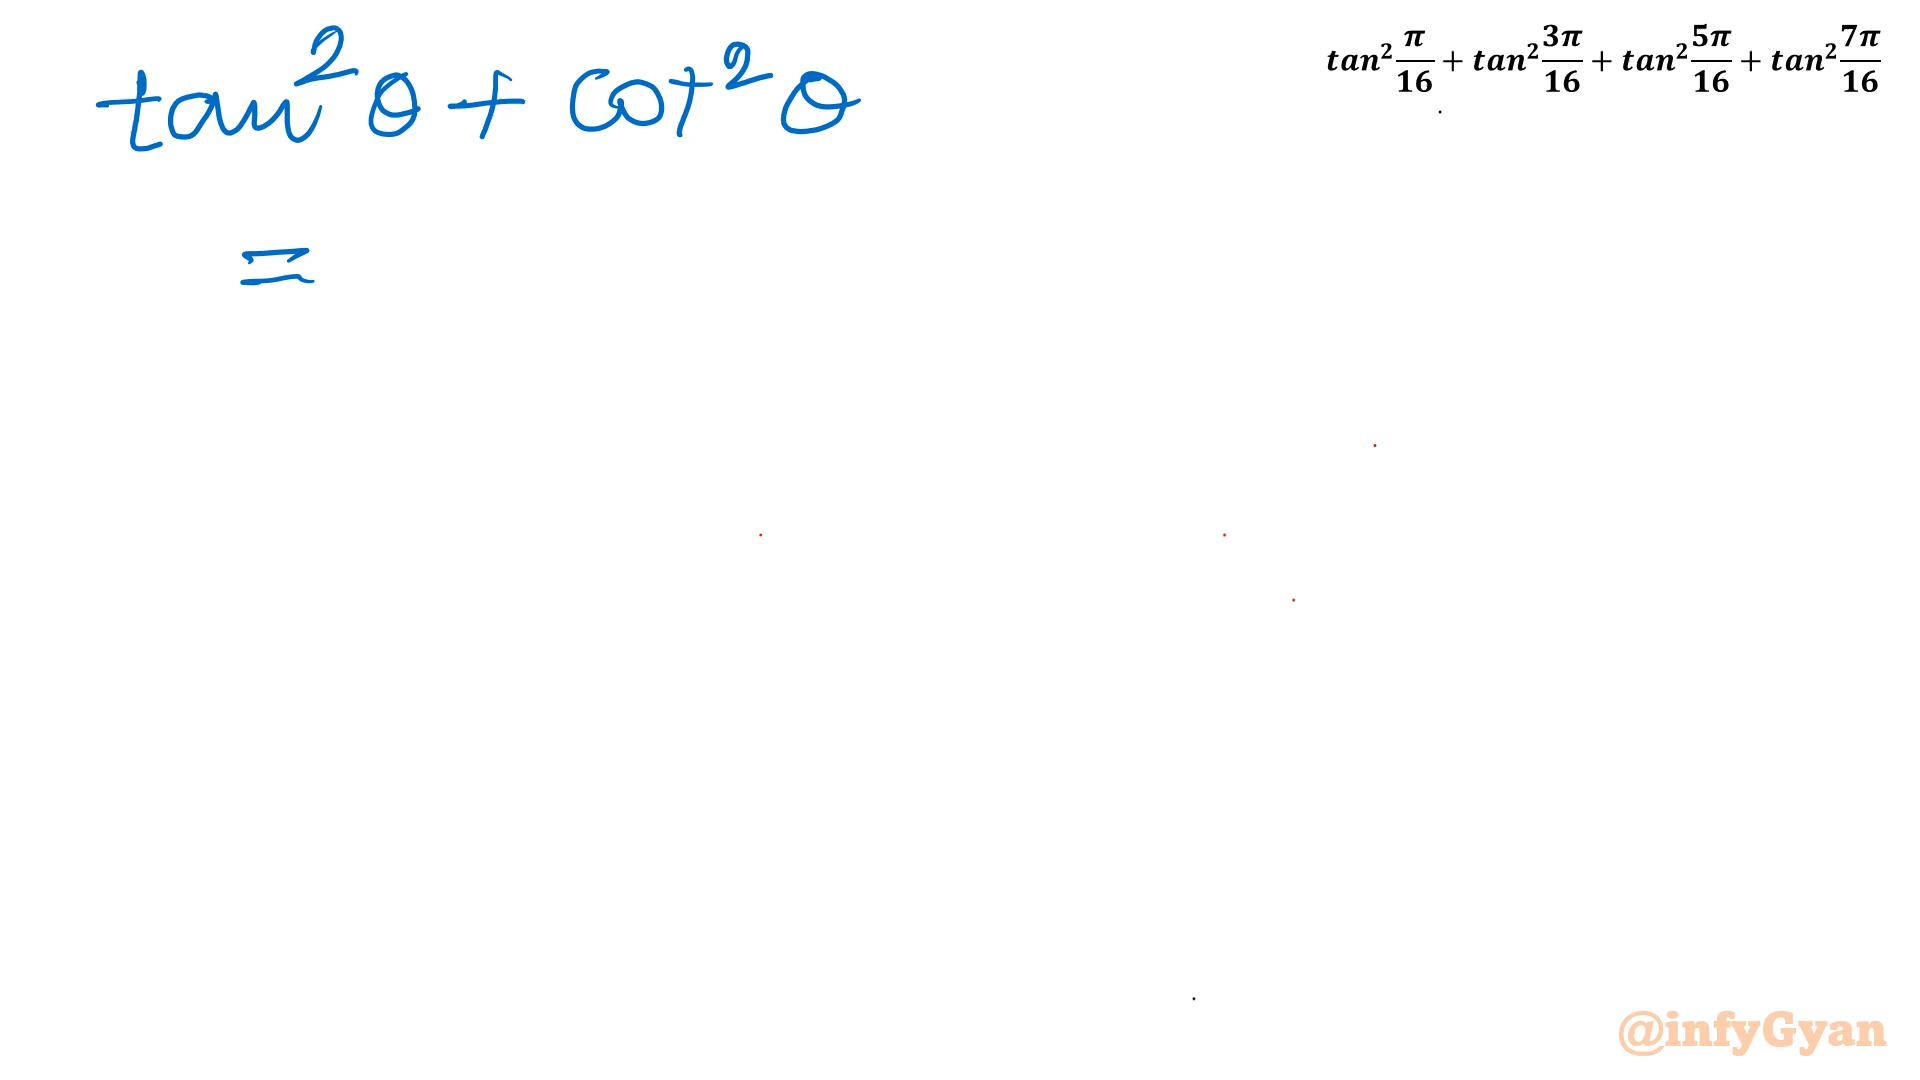 tan²θ + cot²θ
tan² π/16 + tan² 3π/16 + tan² 5π/16 + tan² 7π/16
=
@infyGyan